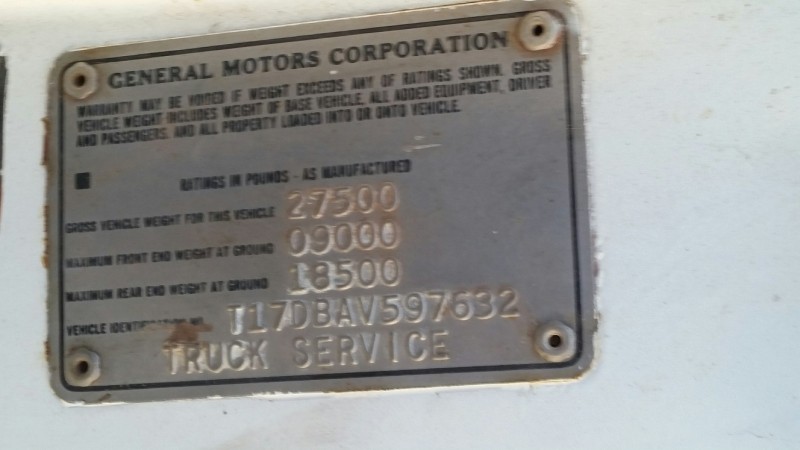 GENERAL MOTORS CORPORATION
WARRANTY MAY BE VOIDED IF WEIGHT EXCEEDS ANY OF RATINGS SHOWN. GROSS
VEHICLE WEIGHT INCLUDES WEIGHT OF BASE VEHICLE, ALL ADDED EQUIPMENT, DRIVER
AND PASSENGERS, AND ALL PROPERTY LOADED INTO OR ONTO VEHICLE.
RATINGS IN POUNDS - AS MANUFACTURED
GROSS VEHICLE WEIGHT FOR THIS VEHICLE 27500
MAXIMUM FRONT END WEIGHT AT GROUND 09000
MAXIMUM REAR END WEIGHT AT GROUND 18500
VEHICLE NO. T17DBAV597632
TRUCK SERVICE